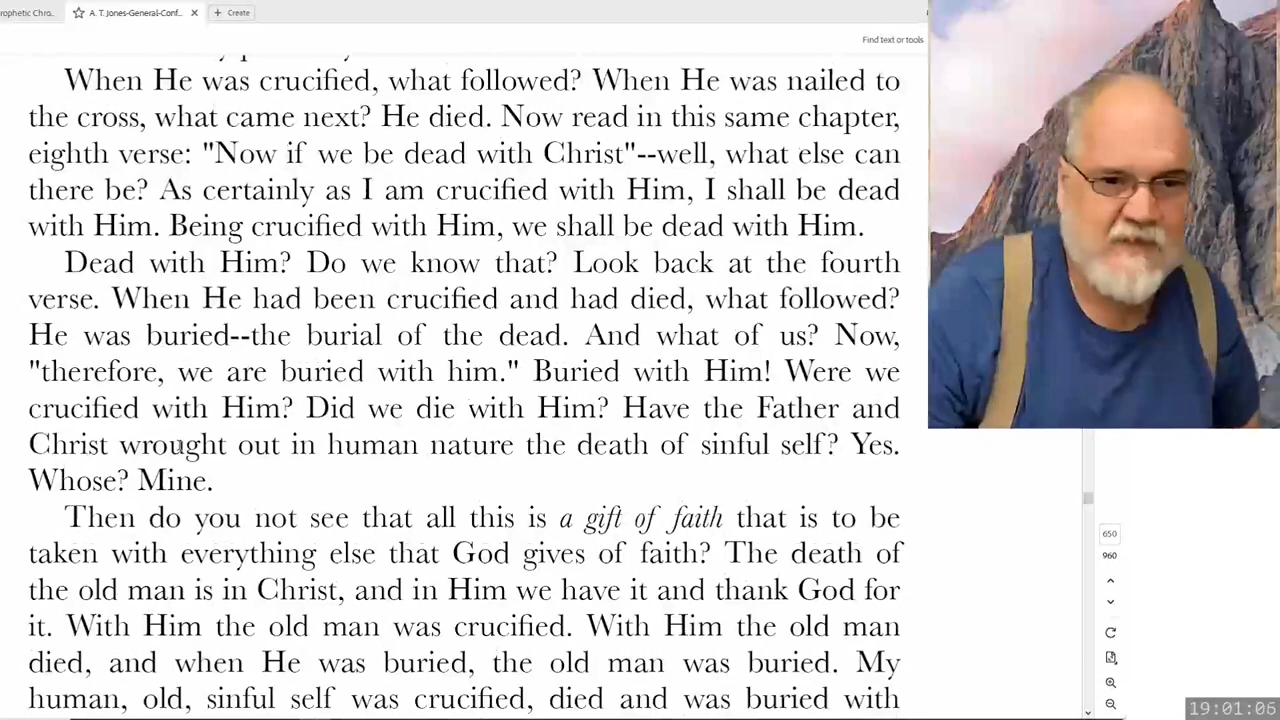 rophetic Chro..
A. T. Jones-General-Conf...
Create
Find text or tools
When He was crucified, what followed? When He was nailed to
the cross, what came next? He died. Now read in this same chapter,
eighth verse: "Now if we be dead with Christ"--well, what else can
there be? As certainly as I am crucified with Him, I shall be dead
with Him. Being crucified with Him, we shall be dead with Him.
Dead with Him? Do we know that? Look back at the fourth
verse. When He had been crucified and had died, what followed?
He was buried--the burial of the dead. And what of us? Now,
"therefore, we are buried with him." Buried with Him! Were we
crucified with Him? Did we die with Him? Have the Father and
Christ wrought out in human nature the death of sinful self? Yes.
Whose? Mine.
Then do you not see that all this is a gift of faith that is to be
taken with everything else that God gives of faith? The death of
the old man is in Christ, and in Him we have it and thank God for
it. With Him the old man was crucified. With Him the old man
died, and when He was buried, the old man was buried. My
human, old, sinful self was crucified, died and was buried with
650
960
19:01:06